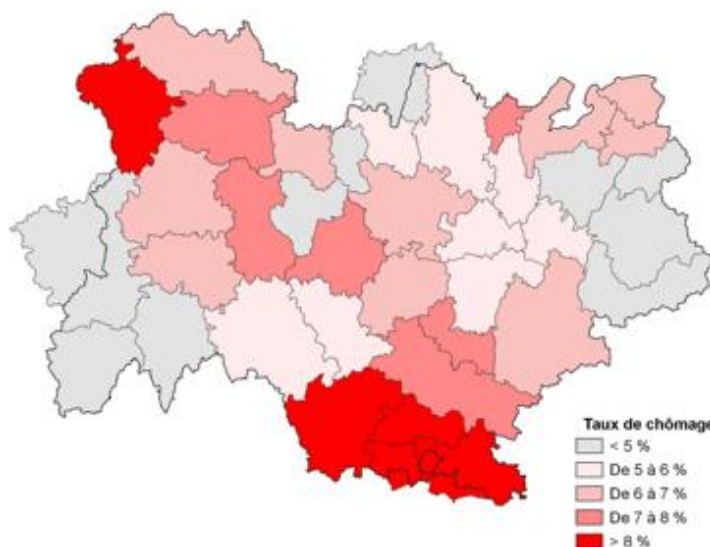 Taux de chômage
< 5 %
De 5 à 6 %
De 6 à 7 %
De 7 à 8 %
> 8 %